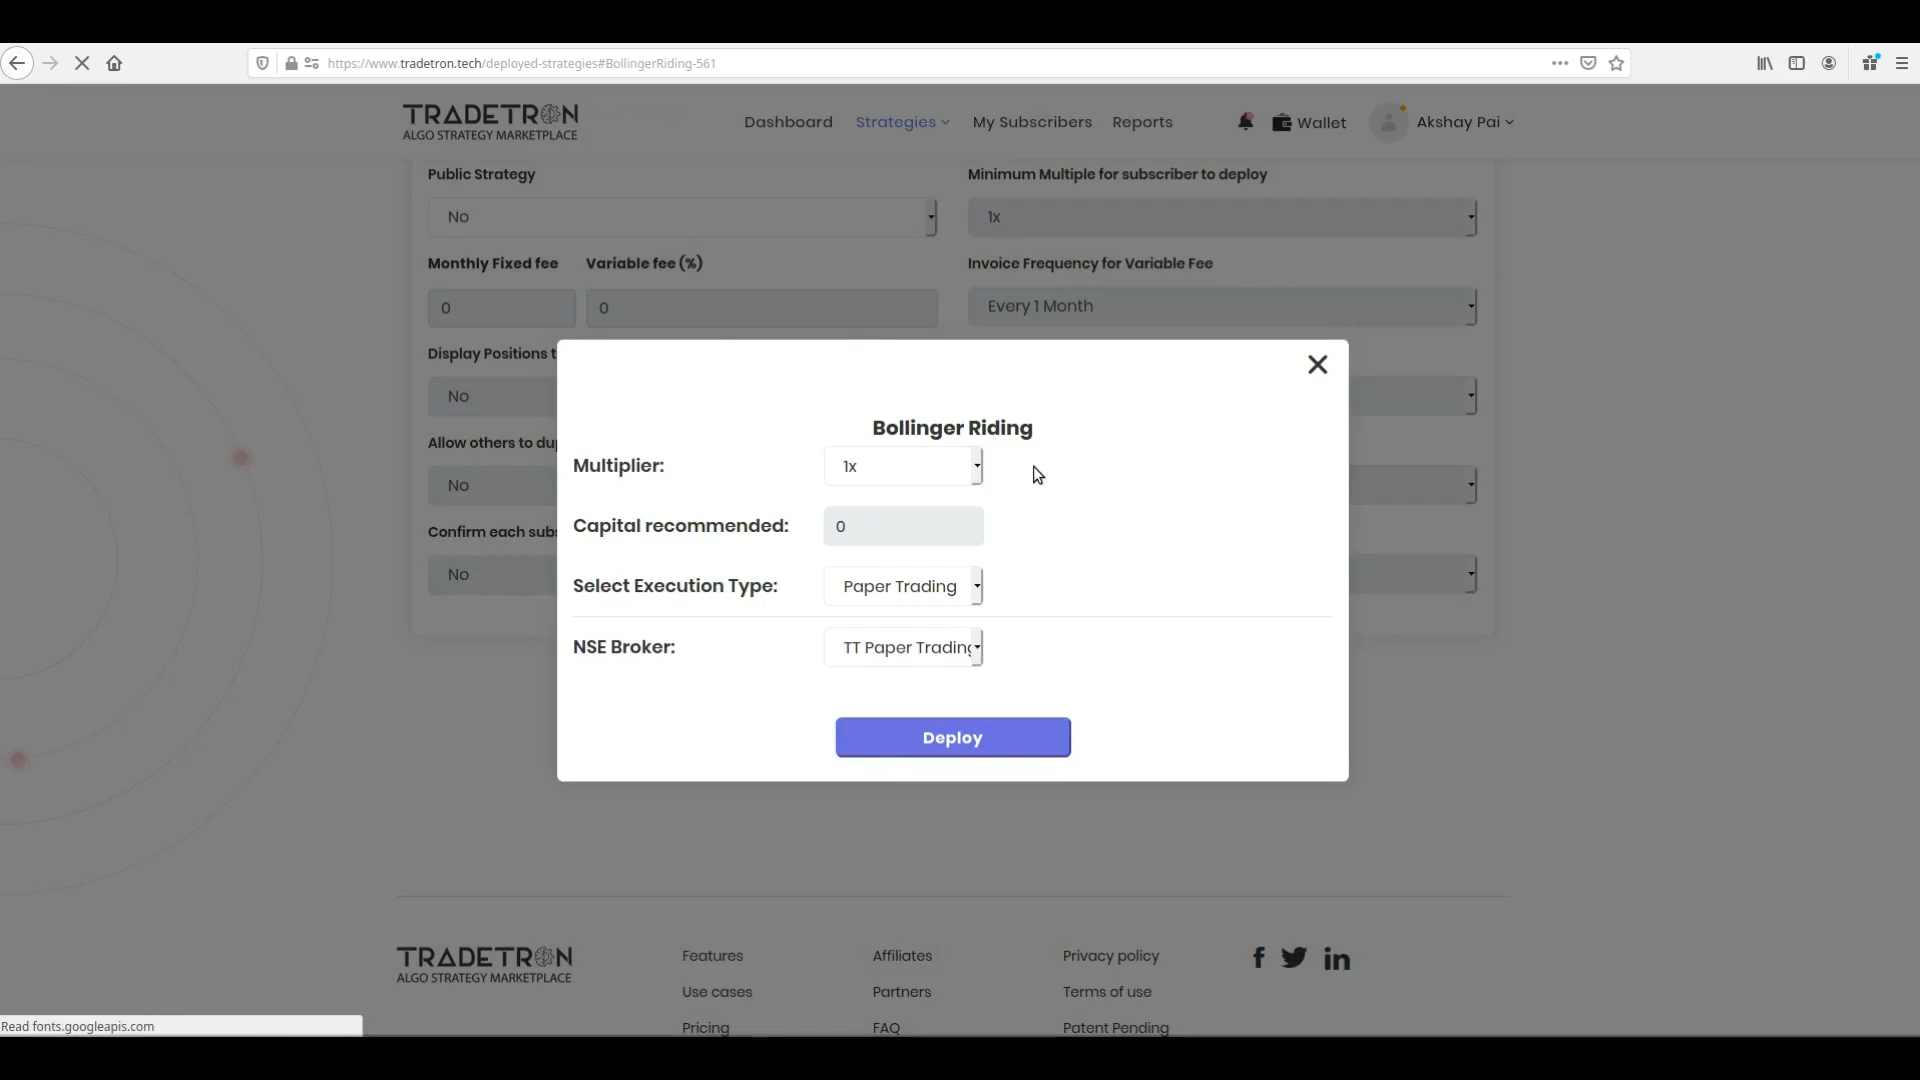 https://www.tradetron.tech/deployed-strategies#BollingerRiding-561
TRADETRON
ALGO STRATEGY MARKETPLACE
Dashboard
Strategies
My Subscribers
Reports
Wallet
Akshay Pai
Public Strategy
Minimum Multiple for subscriber to deploy
No
1x
Monthly Fixed fee
Variable fee (%)
Invoice Frequency for Variable Fee
0
0
Every 1 Month
Display Positions t
No
Allow others to du
No
Confirm each subs
No
Bollinger Riding
Multiplier:
1x
Capital recommended:
0
Select Execution Type:
Paper Trading
NSE Broker:
TT Paper Trading
Deploy
TRADETRON
ALGO STRATEGY MARKETPLACE
Features
Affiliates
Privacy policy
Use cases
Partners
Terms of use
Pricing
FAQ
Patent Pending
Read fonts.googleapis.com